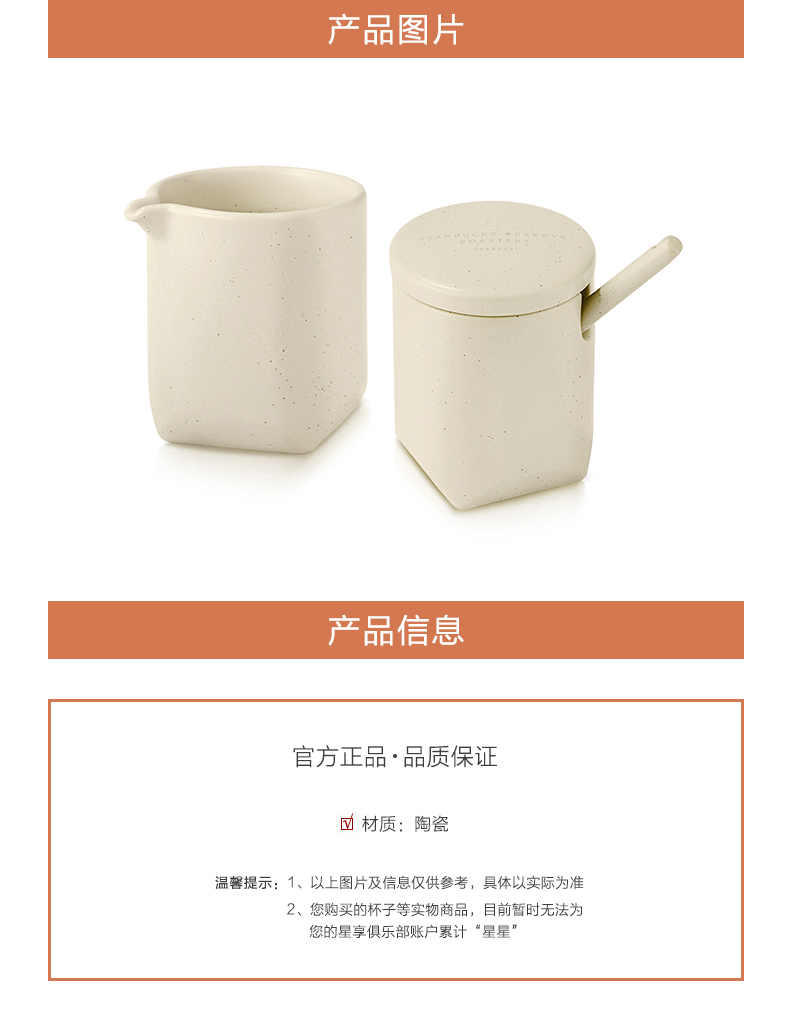 产品图片
STARBUCKS RESERVE
ROASTERY
SHANGHAI
产品信息
官方正品·品质保证
材质：陶瓷
温馨提示：1、以上图片及信息仅供参考，具体以实际为准
2、您购买的杯子等实物商品，目前暂时无法为
您的星享俱乐部账户累计“星星”